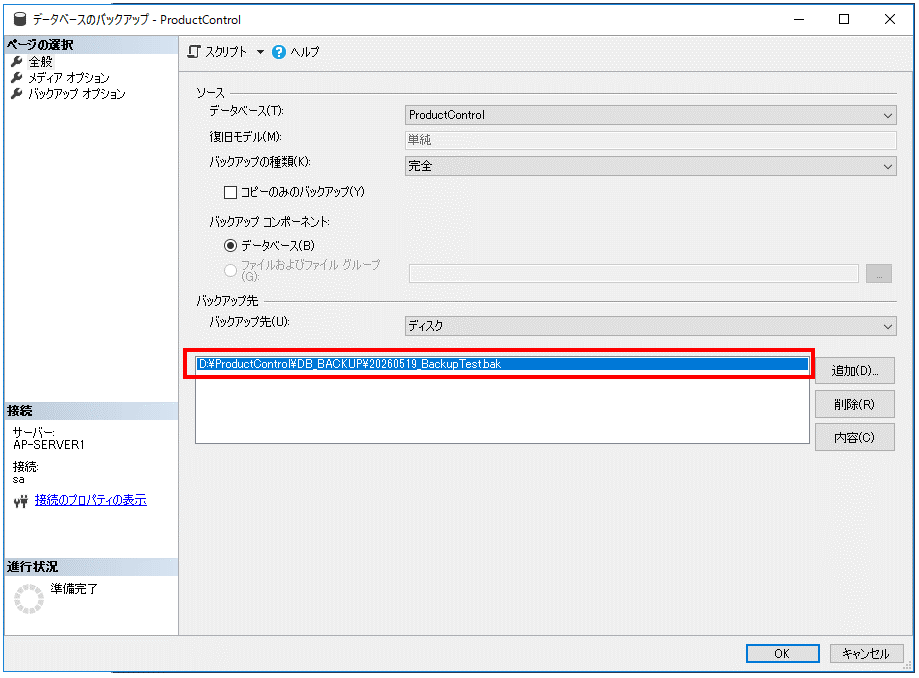 データベースのバックアップ - ProductControl
ページの選択
全般
メディア オプション
バックアップ オプション
スクリプト
ヘルプ
ソース
データベース(T):
ProductControl
復旧モデル(M):
単純
バックアップの種類(K):
完全
コピーのみのバックアップ(Y)
バックアップ コンポーネント:
データベース(B)
ファイルおよびファイル グループ
(G):
...
バックアップ先
バックアップ先(U):
ディスク
D:¥ProductControl¥DB_BACKUP¥20260519_BackupTest.bak
追加(D)...
削除(R)
内容(C)
接続
サーバー:
AP-SERVER1
接続:
sa
接続のプロパティの表示
進行状況
準備完了
OK
キャンセル